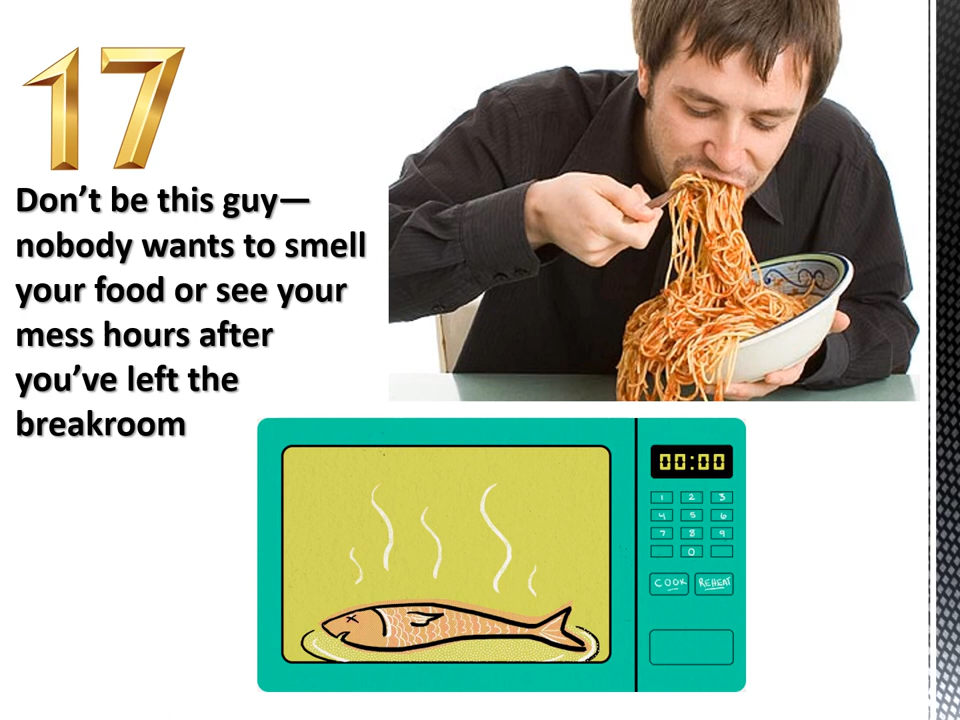 17
Don’t be this guy—
nobody wants to smell
your food or see your
mess hours after
you’ve left the
breakroom
00:00
1 2 3
4 5 6
7 8 9
0
COOK REHEAT